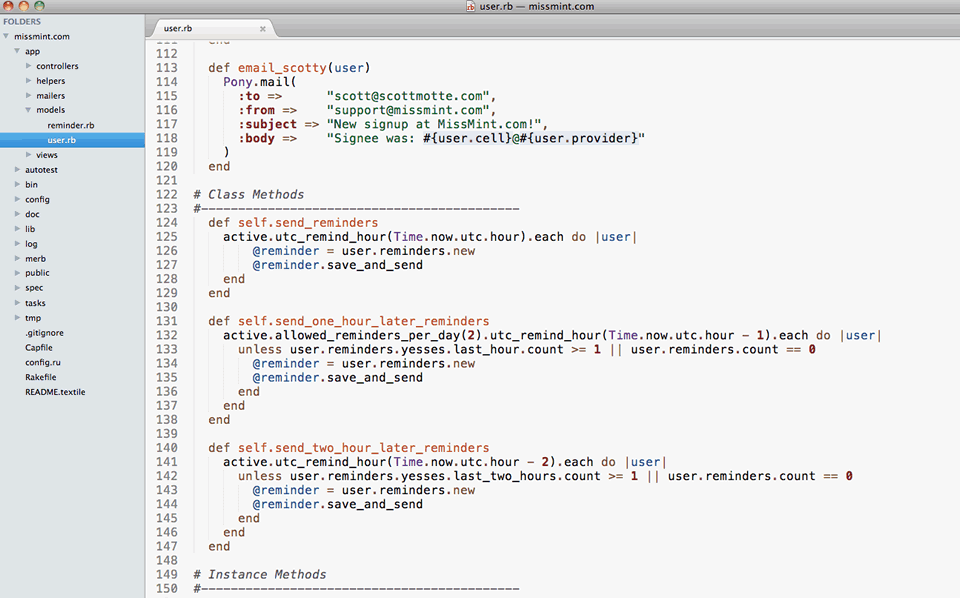 user.rb — missmint.com
FOLDERS
missmint.com
app
controllers
helpers
mailers
models
reminder.rb
user.rb
views
autotest
bin
config
doc
lib
log
merb
public
spec
tasks
tmp
.gitignore
Capfile
config.ru
Rakefile
README.textile
user.rb
112
113 def email_scotty(user)
114 Pony.mail(
115 :to => "scott@scottmotte.com",
116 :from => "support@missmint.com",
117 :subject => "New signup at MissMint.com!",
118 :body => "Signee was: #{user.cell}@#{user.provider}"
119 )
120 end
121
122 # Class Methods
123 #-------------------------------------------
124 def self.send_reminders
125 active.utc_remind_hour(Time.now.utc.hour).each do |user|
126 @reminder = user.reminders.new
127 @reminder.save_and_send
128 end
129 end
130
131 def self.send_one_hour_later_reminders
132 active.allowed_reminders_per_day(2).utc_remind_hour(Time.now.utc.hour - 1).each do |user|
133 unless user.reminders.yesses.last_hour.count >= 1 || user.reminders.count == 0
134 @reminder = user.reminders.new
135 @reminder.save_and_send
136 end
137 end
138 end
139
140 def self.send_two_hour_later_reminders
141 active.utc_remind_hour(Time.now.utc.hour - 2).each do |user|
142 unless user.reminders.yesses.last_two_hours.count >= 1 || user.reminders.count == 0
143 @reminder = user.reminders.new
144 @reminder.save_and_send
145 end
146 end
147 end
148
149 # Instance Methods
150 #-------------------------------------------